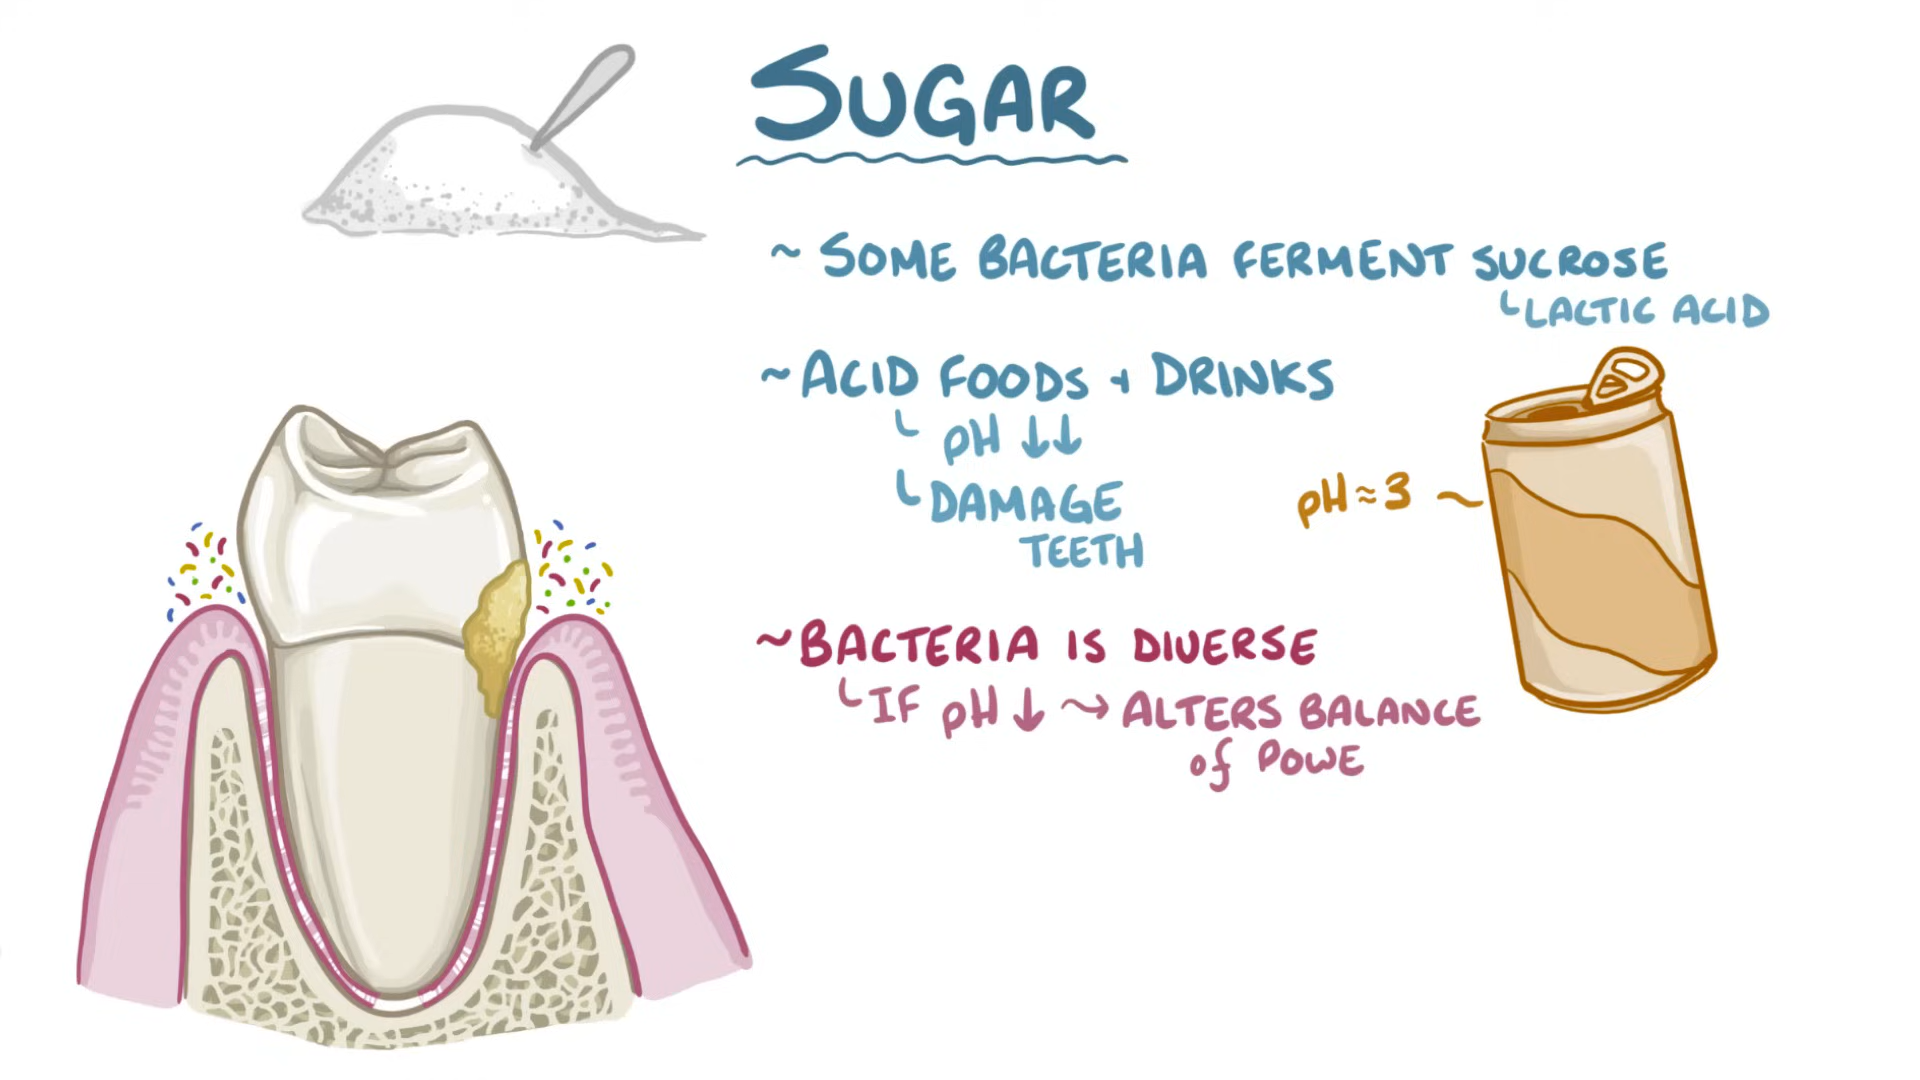 SUGAR
~ SOME BACTERIA FERMENT SUCROSE
LACTIC ACID
~ ACID FOODS + DRINKS
pH ↓↓
DAMAGE
TEETH
pH ≈ 3 ~
~ BACTERIA IS DIVERSE
IF pH ↓ → ALTERS BALANCE
of POWE